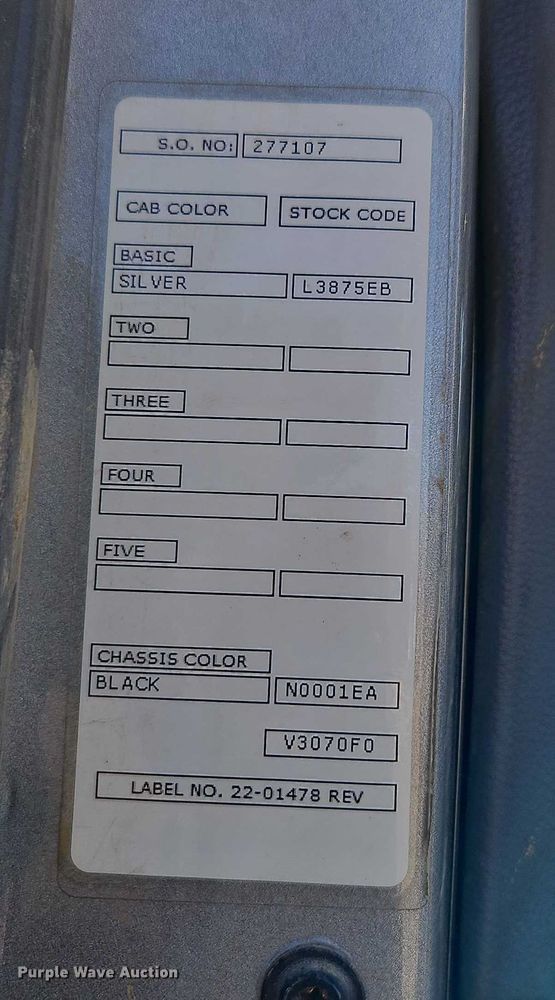 S.O. NO: 277107
CAB COLOR STOCK CODE
BASIC
SILVER L3875EB
TWO
THREE
FOUR
FIVE
CHASSIS COLOR
BLACK N0001EA
V3070F0
LABEL NO. 22-01478 REV
Purple Wave Auction